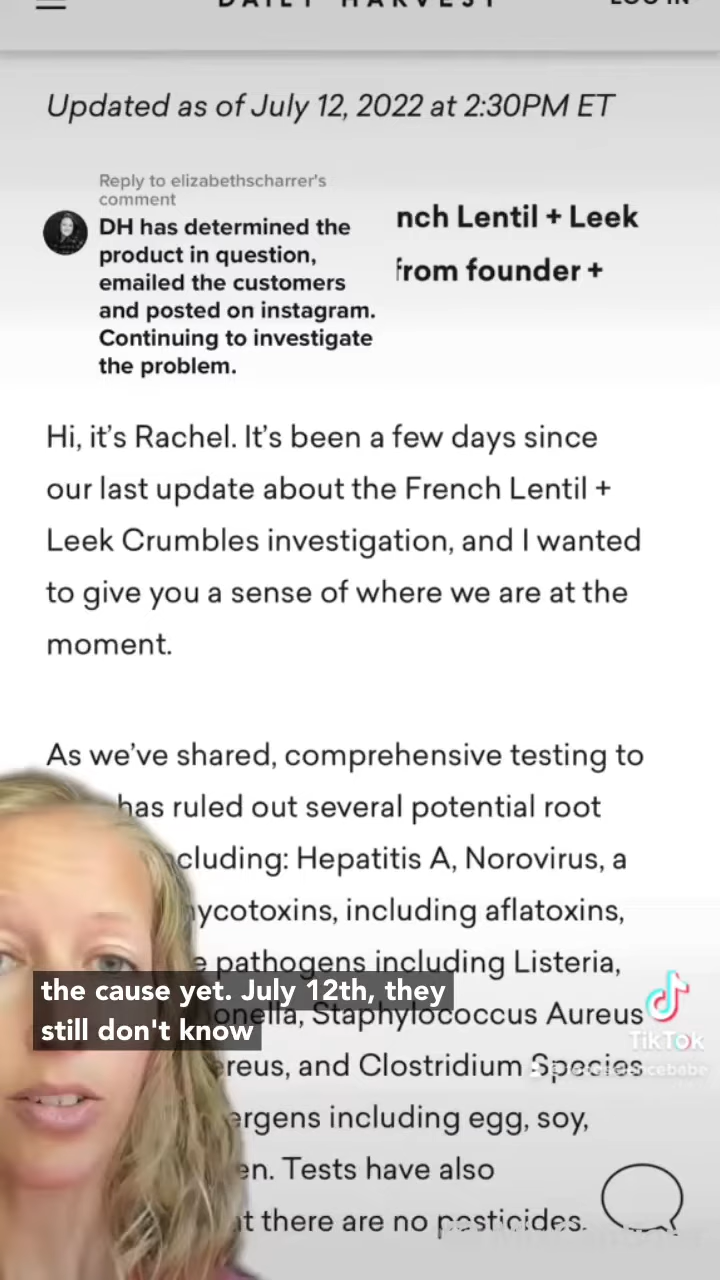 DAILY HARVEST
LOG IN
Updated as of July 12, 2022 at 2:30PM ET
Reply to elizabethscharrer's
comment
DH has determined the
product in question,
emailed the customers
and posted on instagram.
Continuing to investigate
the problem.
nch Lentil + Leek
from founder +
Hi, it's Rachel. It's been a few days since
our last update about the French Lentil +
Leek Crumbles investigation, and I wanted
to give you a sense of where we are at the
moment.
As we've shared, comprehensive testing to
has ruled out several potential root
cluding: Hepatitis A, Norovirus, a
ycotoxins, including aflatoxins,
e pathogens including Listeria,
onella, Staphylococcus Aureus
ereus, and Clostridium Species
ergens including egg, soy,
en. Tests have also
t there are no pesticides.
the cause yet. July 12th, they
still don't know
TikTok